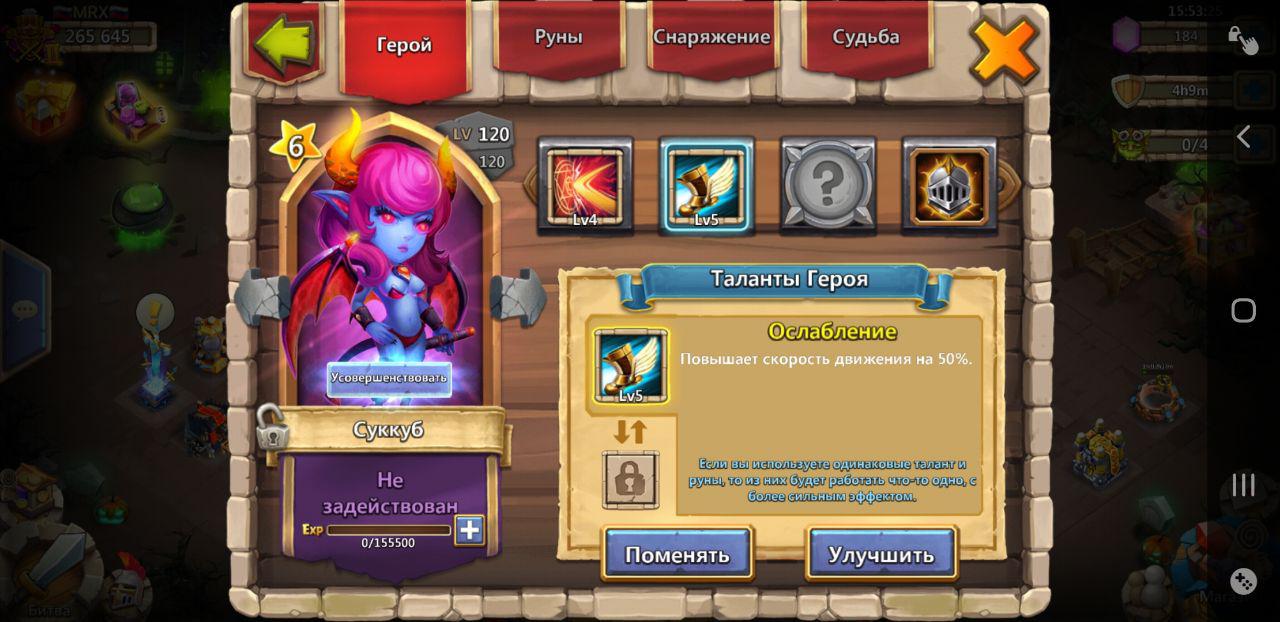 MRX
265 645
15:53:25
184
4h9m
0/4
Герой
Руны
Снаряжение
Судьба
6
LV 120
120
Lv4
Lv5
?
Таланты Героя
Ослабление
Повышает скорость движения на 50%.
Lv5
Если вы используете одинаковые талант и
руны, то из них будет работать что-то одно, с
более сильным эффектом.
Усовершенствовать
Суккуб
Не
задействован
Exp
0/155500
Поменять
Улучшить
Битва